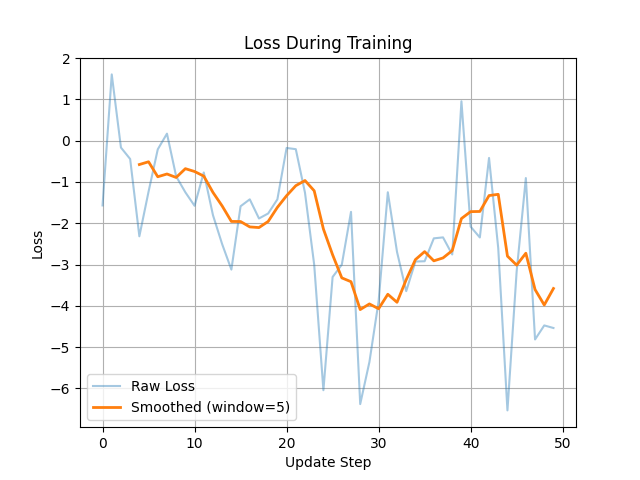 Loss During Training
2
1
0
−1
−2
−3
−4
−5
−6
Loss
Raw Loss
Smoothed (window=5)
0 10 20 30 40 50
Update Step